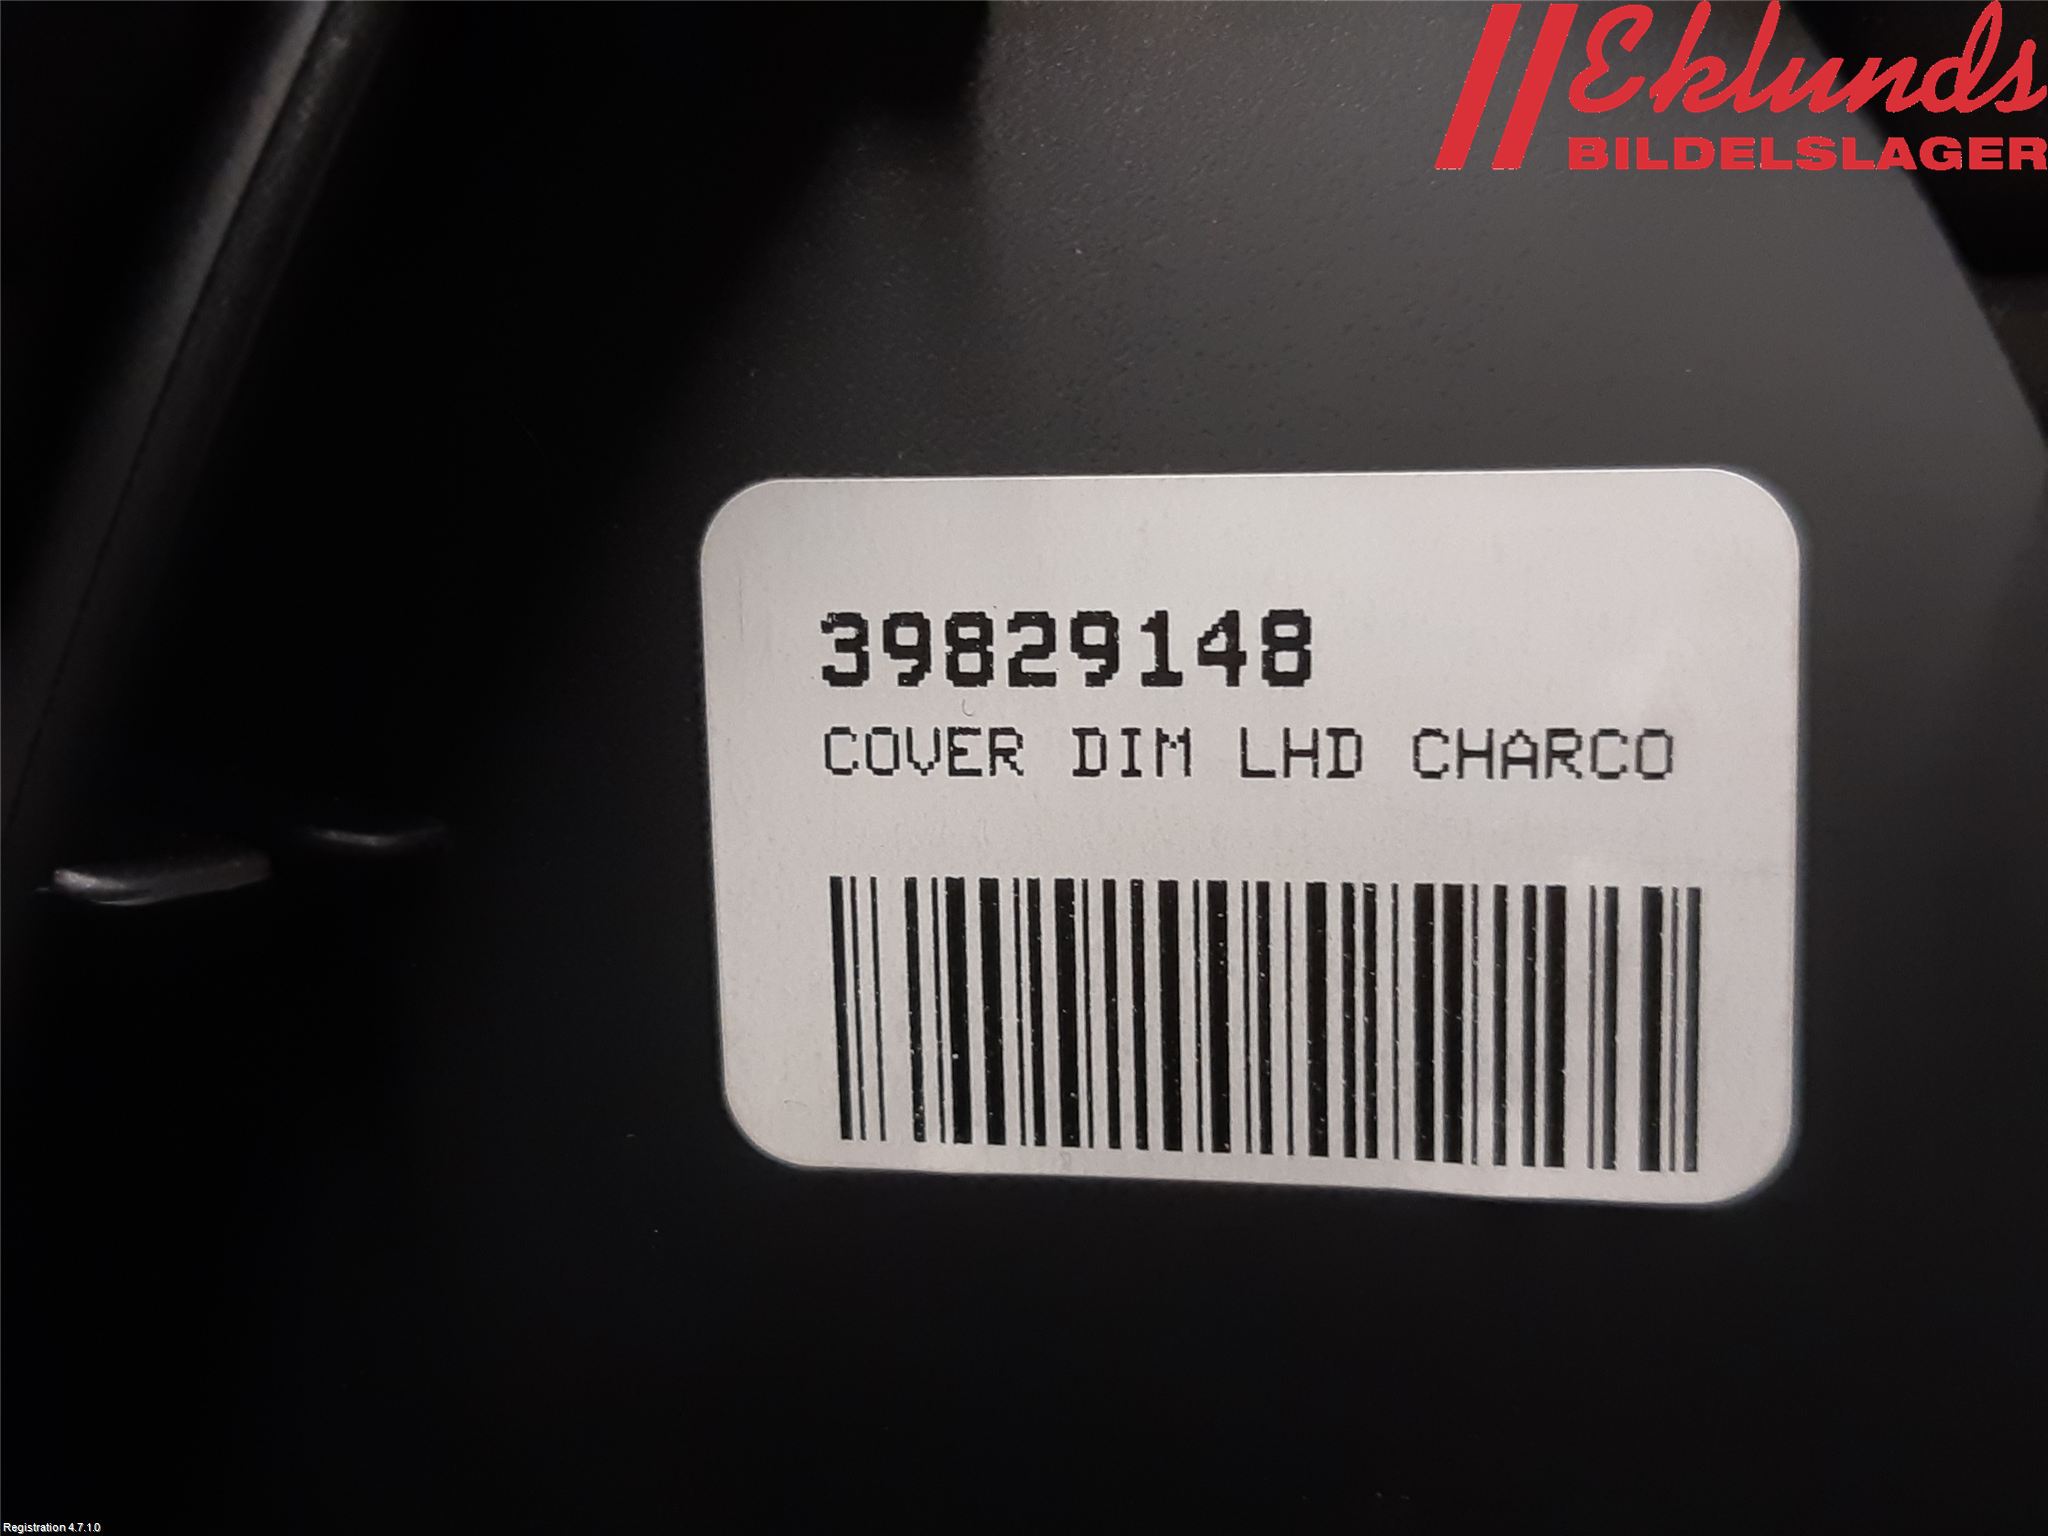 Eklunds
BILDELSLAGER
39829148
COVER DIM LHD CHARCO
Registration 4.7.1.0